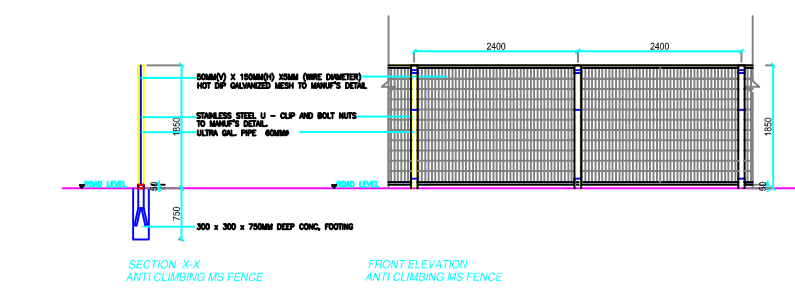 2400
2400
50MM(V) X 150MM(H) X5MM (WIRE DIAMETER)
HOT DIP GALVANIZED MESH TO MANUF'S DETAIL
STAINLESS STEEL U - CLIP AND BOLT NUTS
TO MANUF'S DETAIL.
ULTRA GAL. PIPE 60MMø
1850
1850
ROAD LEVEL
50
ROAD LEVEL
50
750
300 x 300 x 750MM DEEP CONC, FOOTING
SECTION X-X
ANTI CLIMBING MS FENCE
FRONT ELEVATION
ANTI CLIMBING MS FENCE